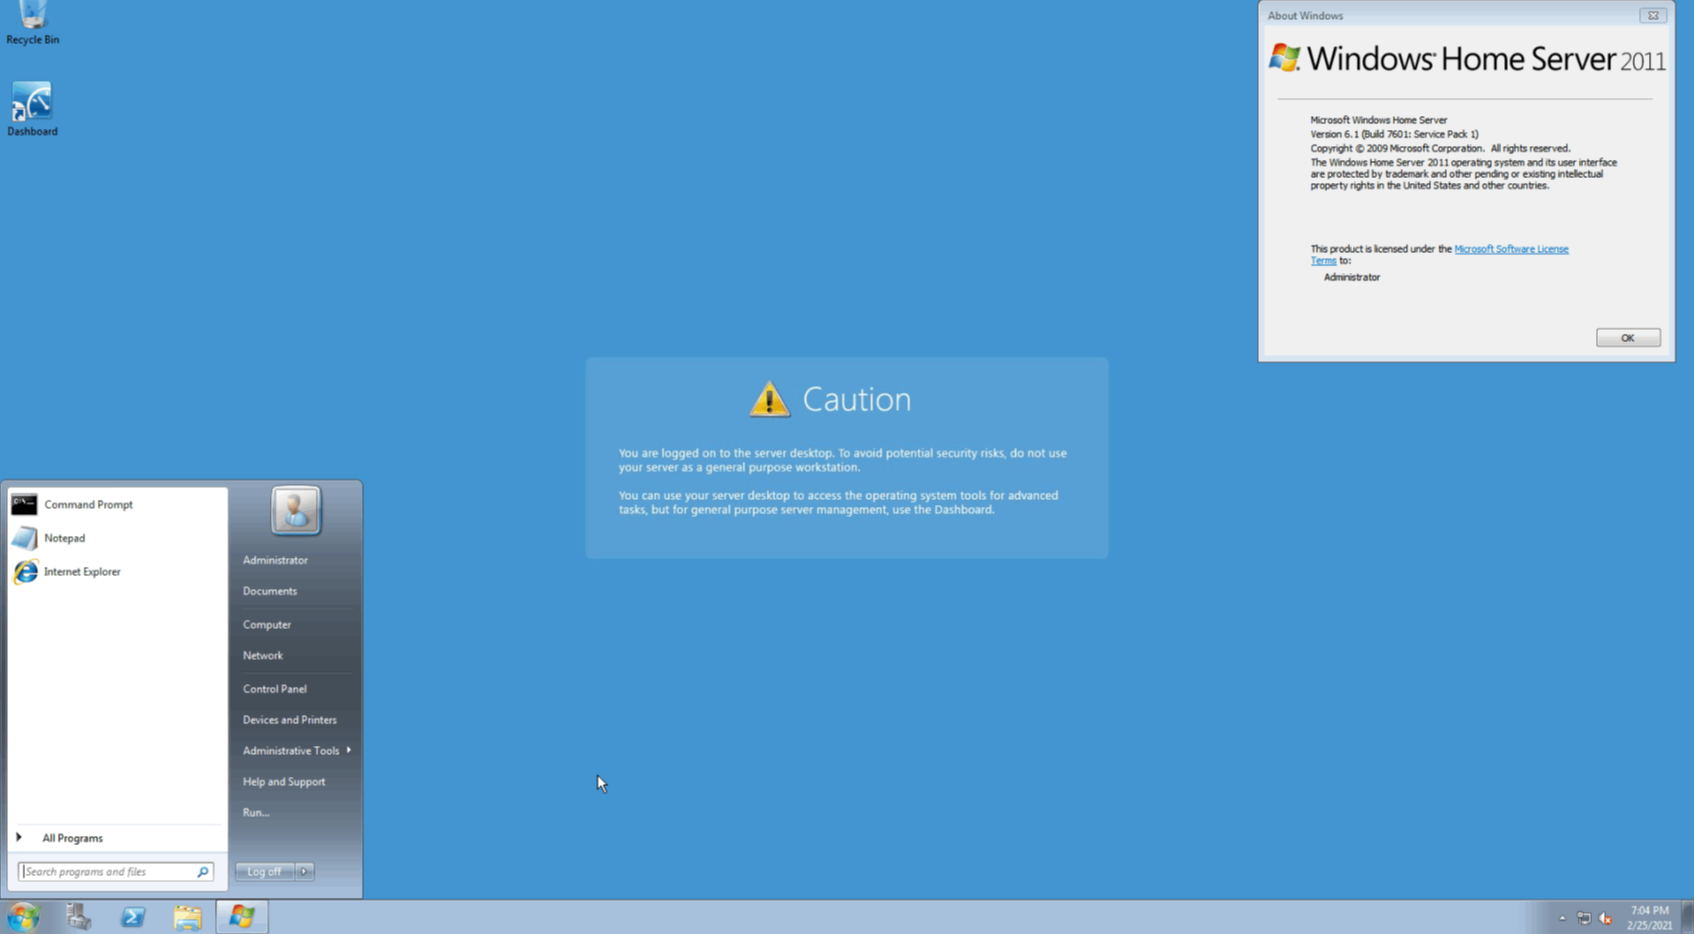 Recycle Bin
Dashboard
About Windows
Windows Home Server 2011
Microsoft Windows Home Server
Version 6.1 (Build 7601: Service Pack 1)
Copyright © 2009 Microsoft Corporation. All rights reserved.
The Windows Home Server 2011 operating system and its user interface
are protected by trademark and other pending or existing intellectual
property rights in the United States and other countries.
This product is licensed under the Microsoft Software License
Terms to:
Administrator
OK
Caution
You are logged on to the server desktop. To avoid potential security risks, do not use
your server as a general purpose workstation.
You can use your server desktop to access the operating system tools for advanced
tasks, but for general purpose server management, use the Dashboard.
Command Prompt
Notepad
Internet Explorer
All Programs
Search programs and files
Administrator
Documents
Computer
Network
Control Panel
Devices and Printers
Administrative Tools
Help and Support
Run...
Log off
7:04 PM
2/25/2021